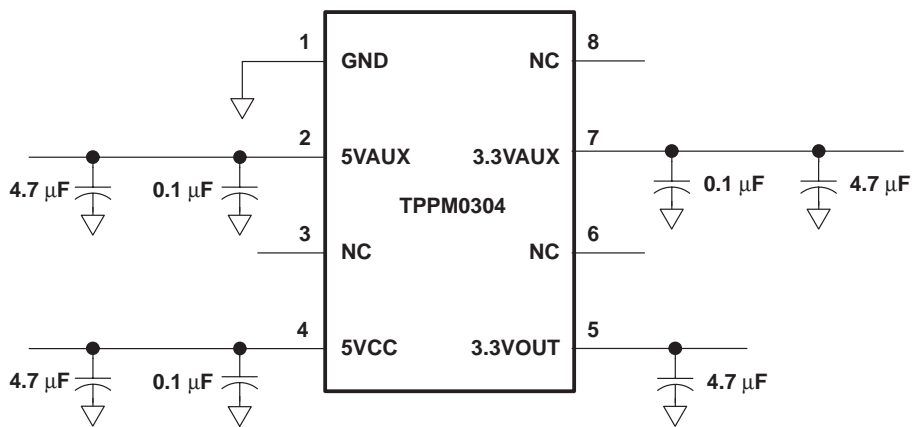 1
GND
NC
8
2
5VAUX
3.3VAUX
7
4.7 μF
0.1 μF
0.1 μF
4.7 μF
TPPM0304
3
NC
NC
6
4
5VCC
3.3VOUT
5
4.7 μF
0.1 μF
4.7 μF